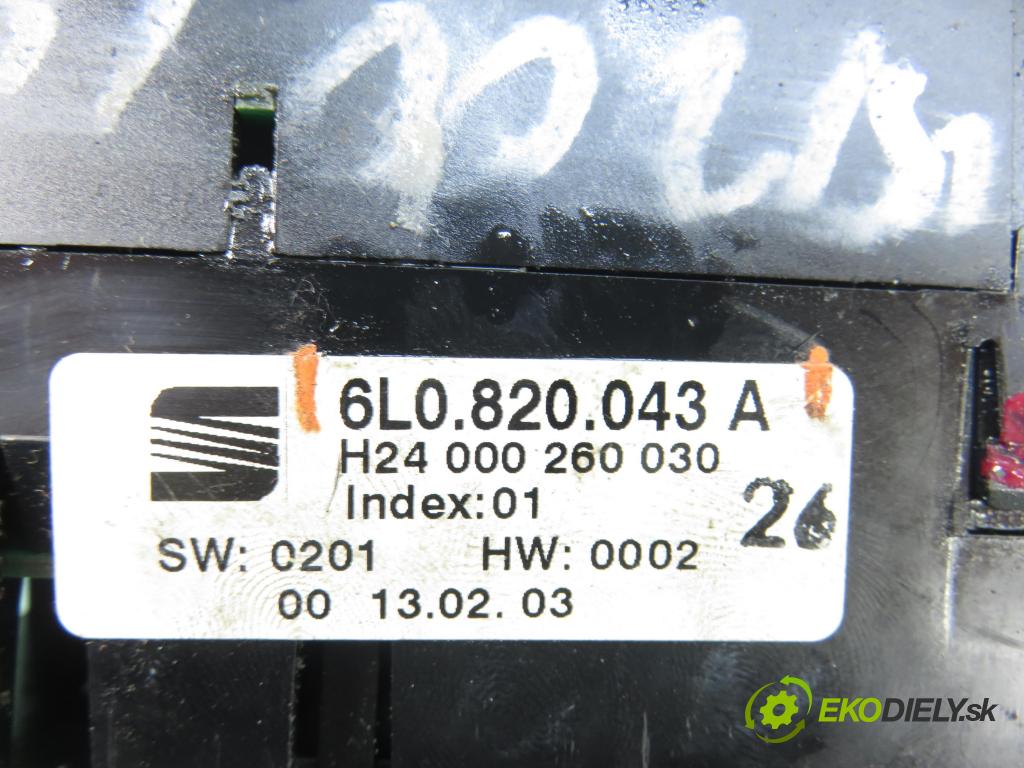 6L0.820.043 A
H24 000 260 030
Index:01
26
SW: 0201 HW: 0002
00 13.02.03
EKODIELY.sk